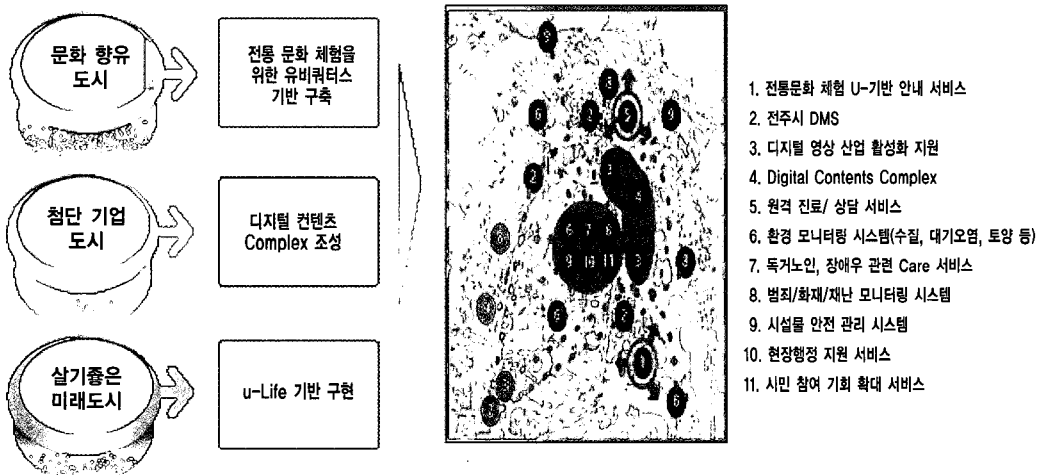 문화 향유
도시
전통 문화 체험을
위한 유비쿼터스
기반 구축
첨단 기업
도시
디지털 컨텐츠
Complex 조성
살기좋은
미래도시
u-Life 기반 구현
6 7 8
9 10 11
1. 전통문화 체험 U-기반 안내 서비스
2. 전주시 DMS
3. 디지털 영상 산업 활성화 지원
4. Digital Contents Complex
5. 원격 진료/ 상담 서비스
6. 환경 모니터링 시스템(수질, 대기오염, 토양 등)
7. 독거노인, 장애우 관련 Care 서비스
8. 범죄/화재/재난 모니터링 시스템
9. 시설물 안전 관리 시스템
10. 현장행정 지원 서비스
11. 시민 참여 기회 확대 서비스